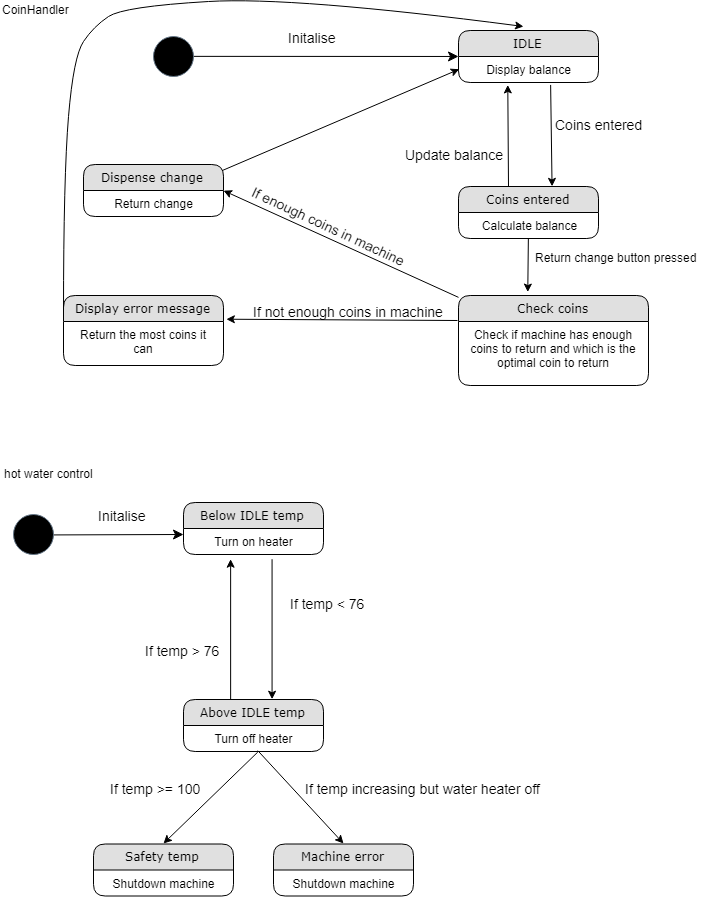 CoinHandler
Initalise
IDLE
Display balance
Coins entered
Update balance
Dispense change
Return change
If enough coins in machine
Coins entered
Calculate balance
Return change button pressed
Display error message
Return the most coins it
can
If not enough coins in machine
Check coins
Check if machine has enough
coins to return and which is the
optimal coin to return
hot water control
Initalise
Below IDLE temp
Turn on heater
If temp < 76
If temp > 76
Above IDLE temp
Turn off heater
If temp >= 100
If temp increasing but water heater off
Safety temp
Shutdown machine
Machine error
Shutdown machine